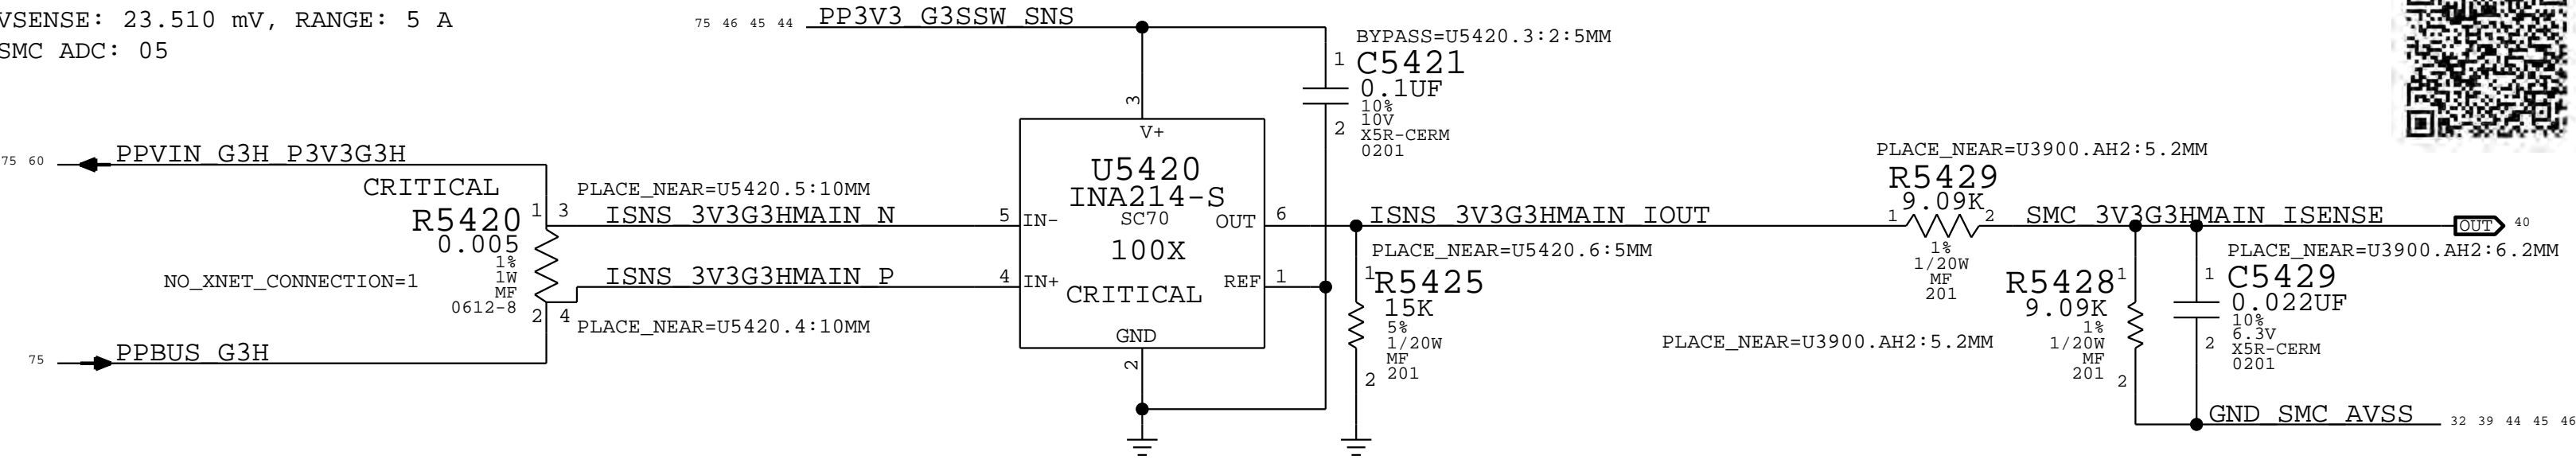 VSENSE: 23.510 mV, RANGE: 5 A
SMC ADC: 05
75 46 45 44 PP3V3_G3SSW_SNS
BYPASS=U5420.3:2:5MM
1 C5421
0.1UF
10%
10V
2 X5R-CERM
0201
3
V+
U5420
INA214-S
SC70
100X
CRITICAL
5 IN-
4 IN+
OUT 6
REF 1
GND
2
75 60 PPVIN_G3H_P3V3G3H
CRITICAL
R5420
0.005
1%
1W
MF
0612-8
1 3
2 4
NO_XNET_CONNECTION=1
PLACE_NEAR=U5420.5:10MM
ISNS_3V3G3HMAIN_N
ISNS_3V3G3HMAIN_P
PLACE_NEAR=U5420.4:10MM
75 PPBUS_G3H
ISNS_3V3G3HMAIN_IOUT
PLACE_NEAR=U5420.6:5MM
1 R5425
15K
5%
1/20W
MF
2 201
PLACE_NEAR=U3900.AH2:5.2MM
R5429
9.09K
1 2
1%
1/20W
MF
201
SMC_3V3G3HMAIN_ISENSE
OUT 40
PLACE_NEAR=U3900.AH2:6.2MM
R5428 1
9.09K
1%
1/20W
MF
201 2
PLACE_NEAR=U3900.AH2:5.2MM
1 C5429
0.022UF
10%
6.3V
2 X5R-CERM
0201
GND_SMC_AVSS 32 39 44 45 46